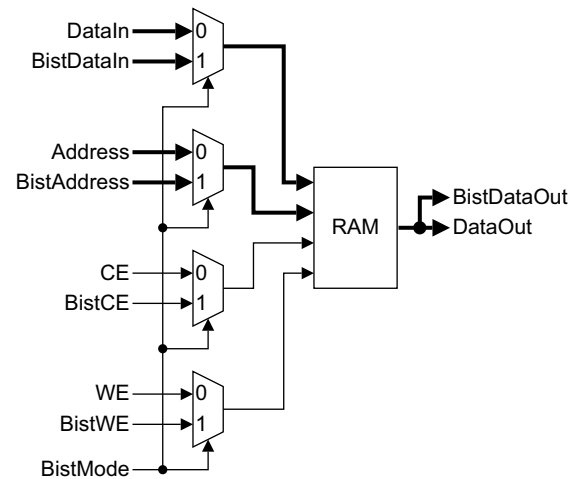 DataIn
0
BistDataIn
1
Address
0
BistAddress
1
RAM
BistDataOut
DataOut
CE
0
BistCE
1
WE
0
BistWE
1
BistMode